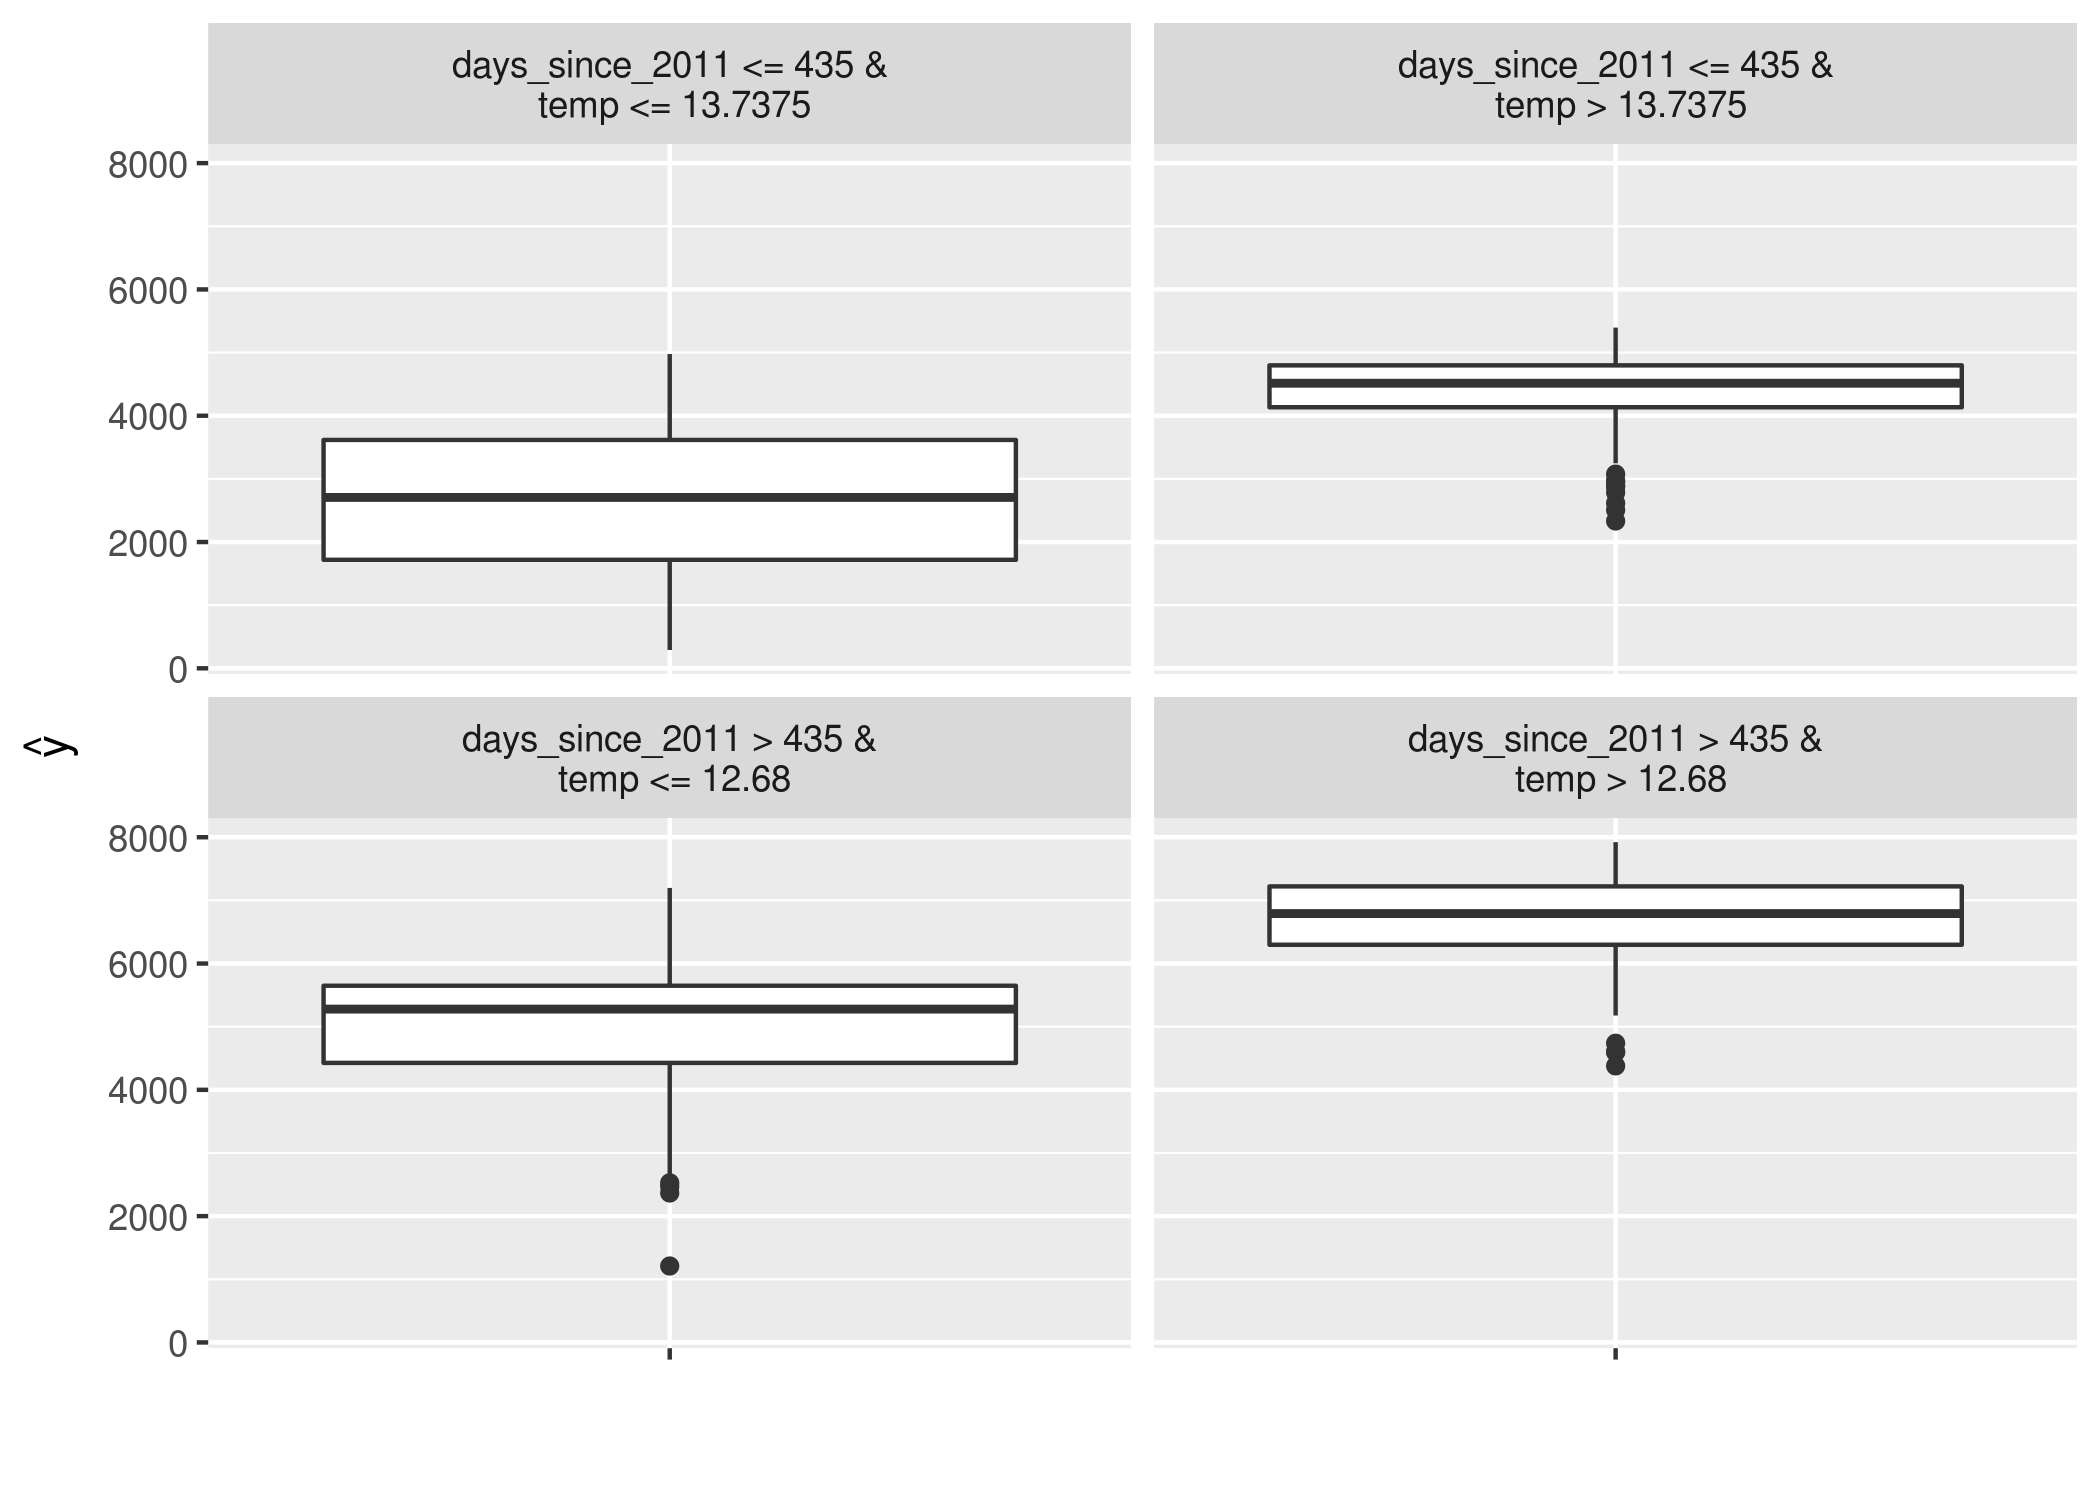 days_since_2011 <= 435 &
temp <= 13.7375
days_since_2011 <= 435 &
temp > 13.7375
8000
6000
4000
2000
0
ŷ
days_since_2011 > 435 &
temp <= 12.68
days_since_2011 > 435 &
temp > 12.68
8000
6000
4000
2000
0